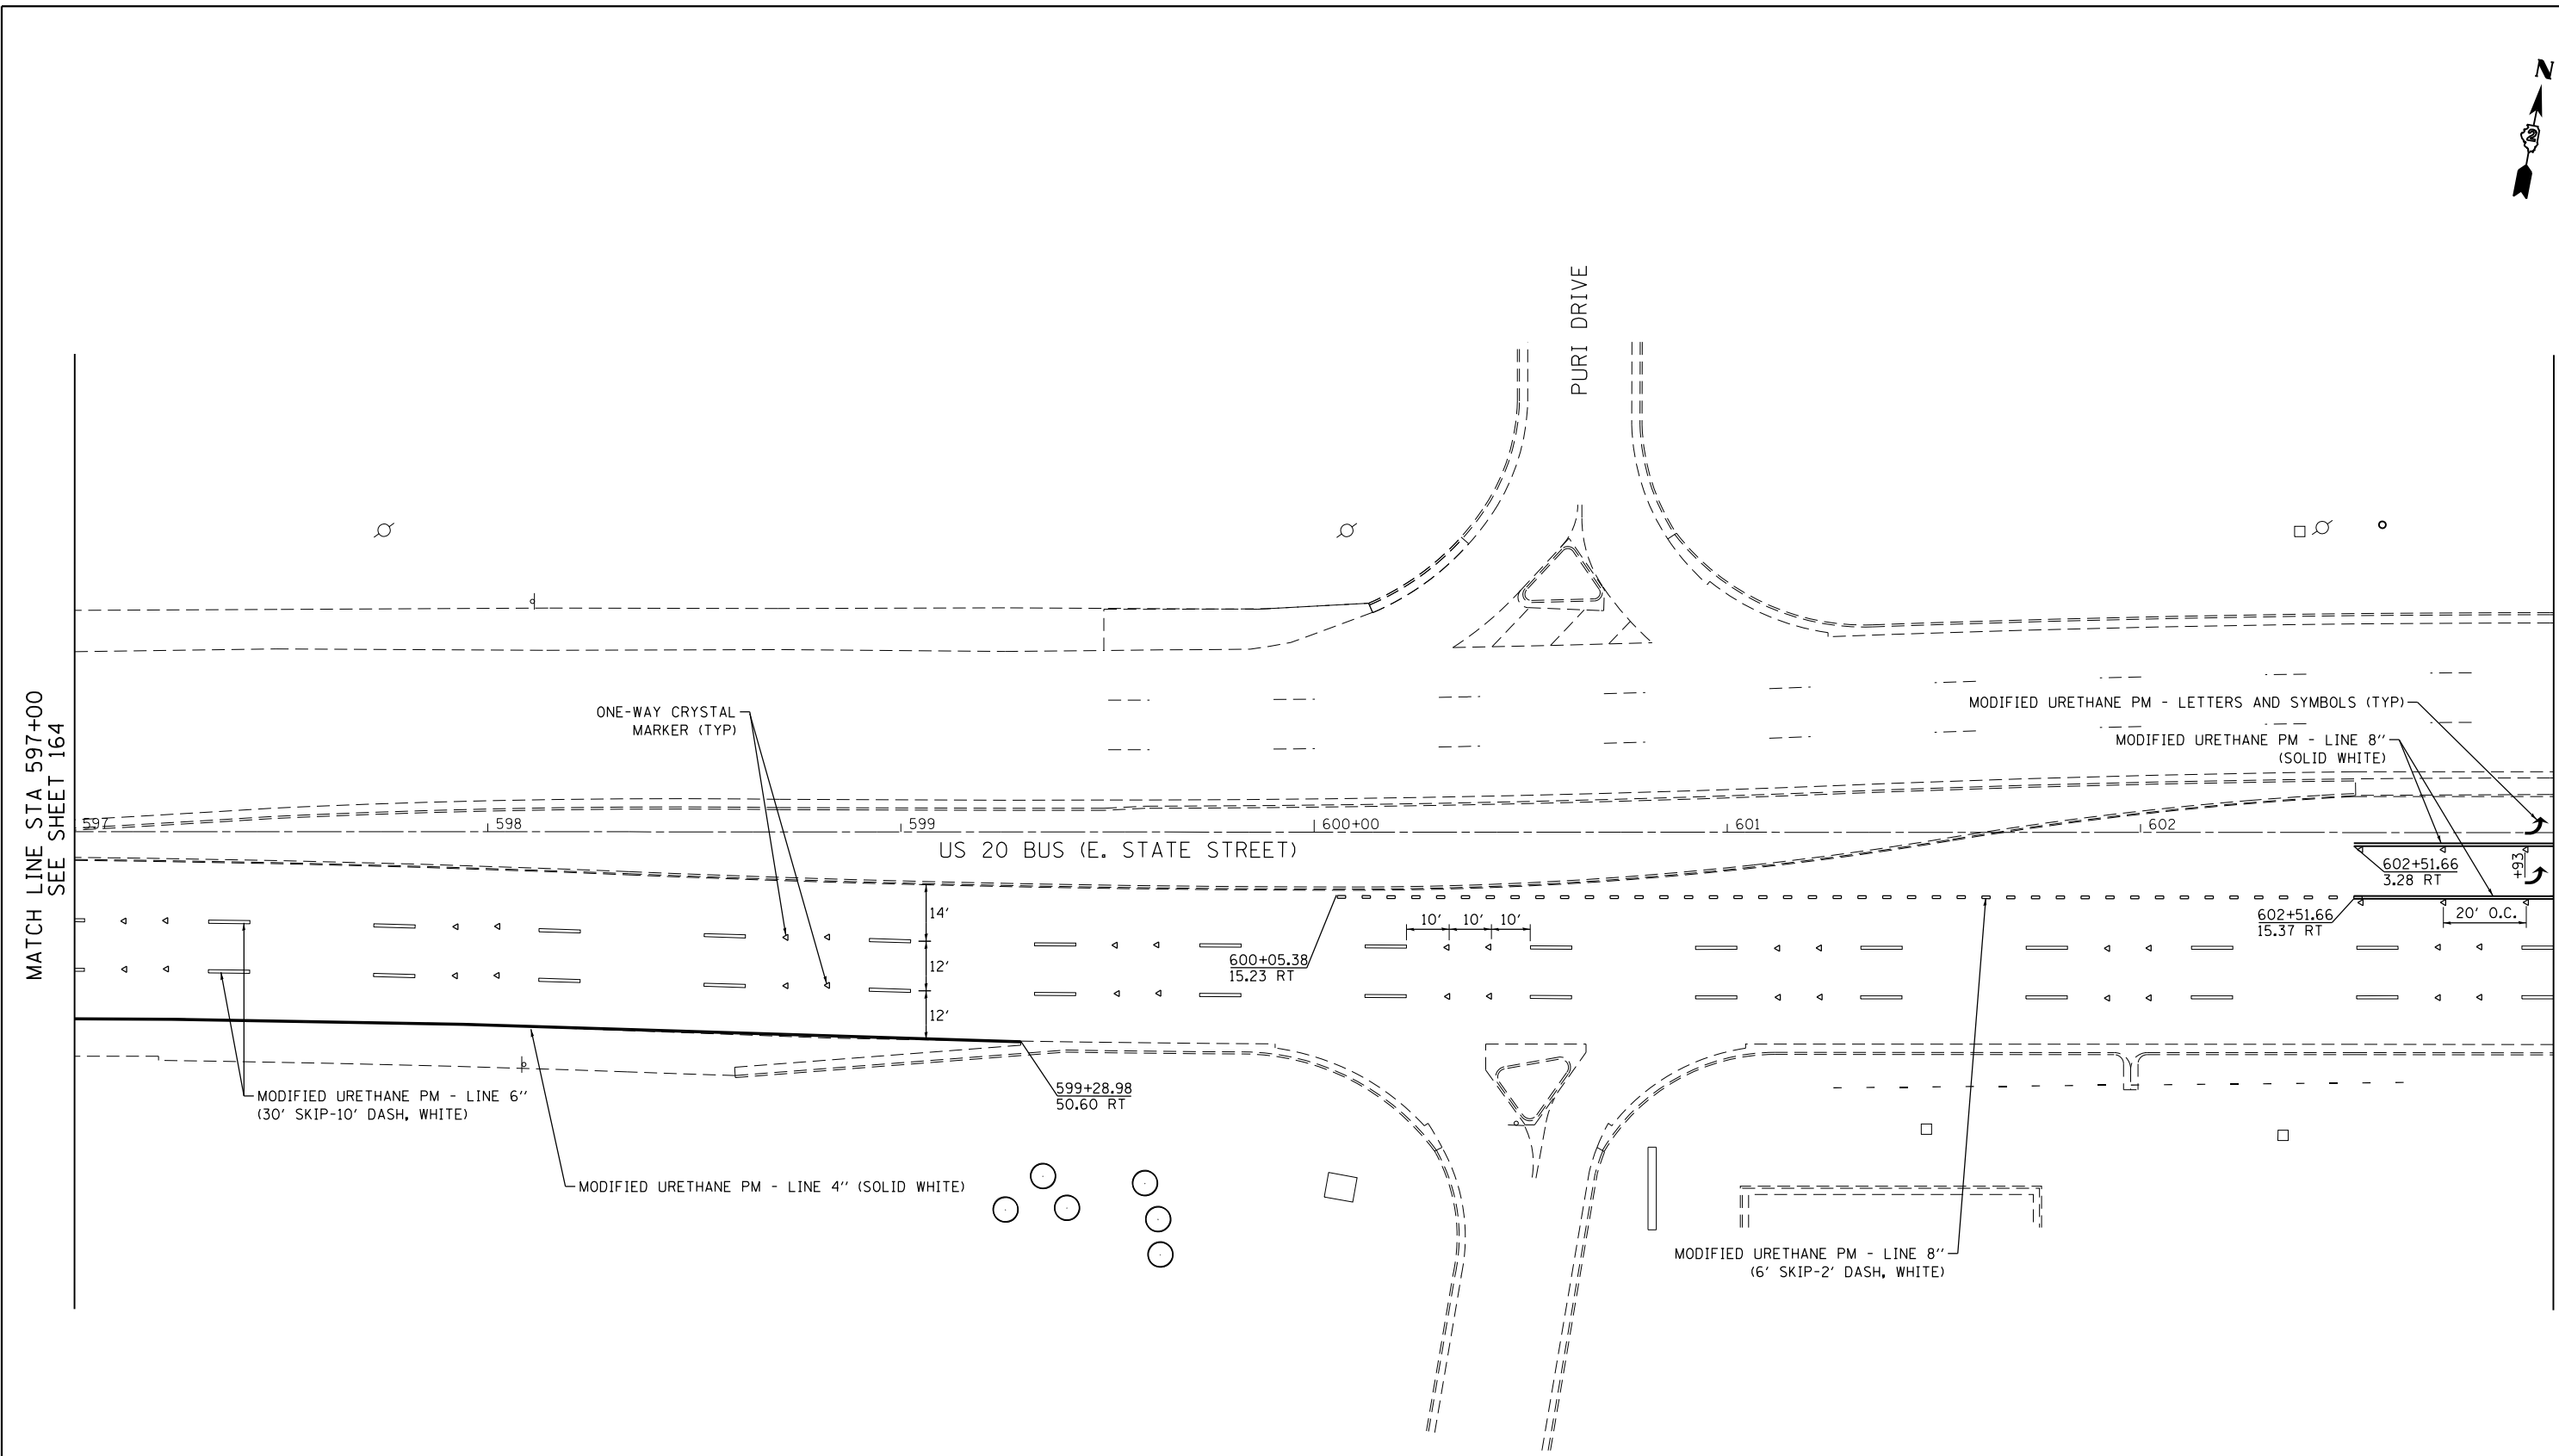 N
2
PURI DRIVE
MATCH LINE STA 597+00
SEE SHEET 164
ONE-WAY CRYSTAL
MARKER (TYP)
MODIFIED URETHANE PM - LETTERS AND SYMBOLS (TYP)
MODIFIED URETHANE PM - LINE 8"
(SOLID WHITE)
597
598
599
600+00
601
602
US 20 BUS (E. STATE STREET)
602+51.66
3.28 RT
+93
14'
12'
12'
10'
10'
10'
20' O.C.
602+51.66
15.37 RT
600+05.38
15.23 RT
599+28.98
50.60 RT
MODIFIED URETHANE PM - LINE 6"
(30' SKIP-10' DASH, WHITE)
MODIFIED URETHANE PM - LINE 4" (SOLID WHITE)
MODIFIED URETHANE PM - LINE 8"
(6' SKIP-2' DASH, WHITE)